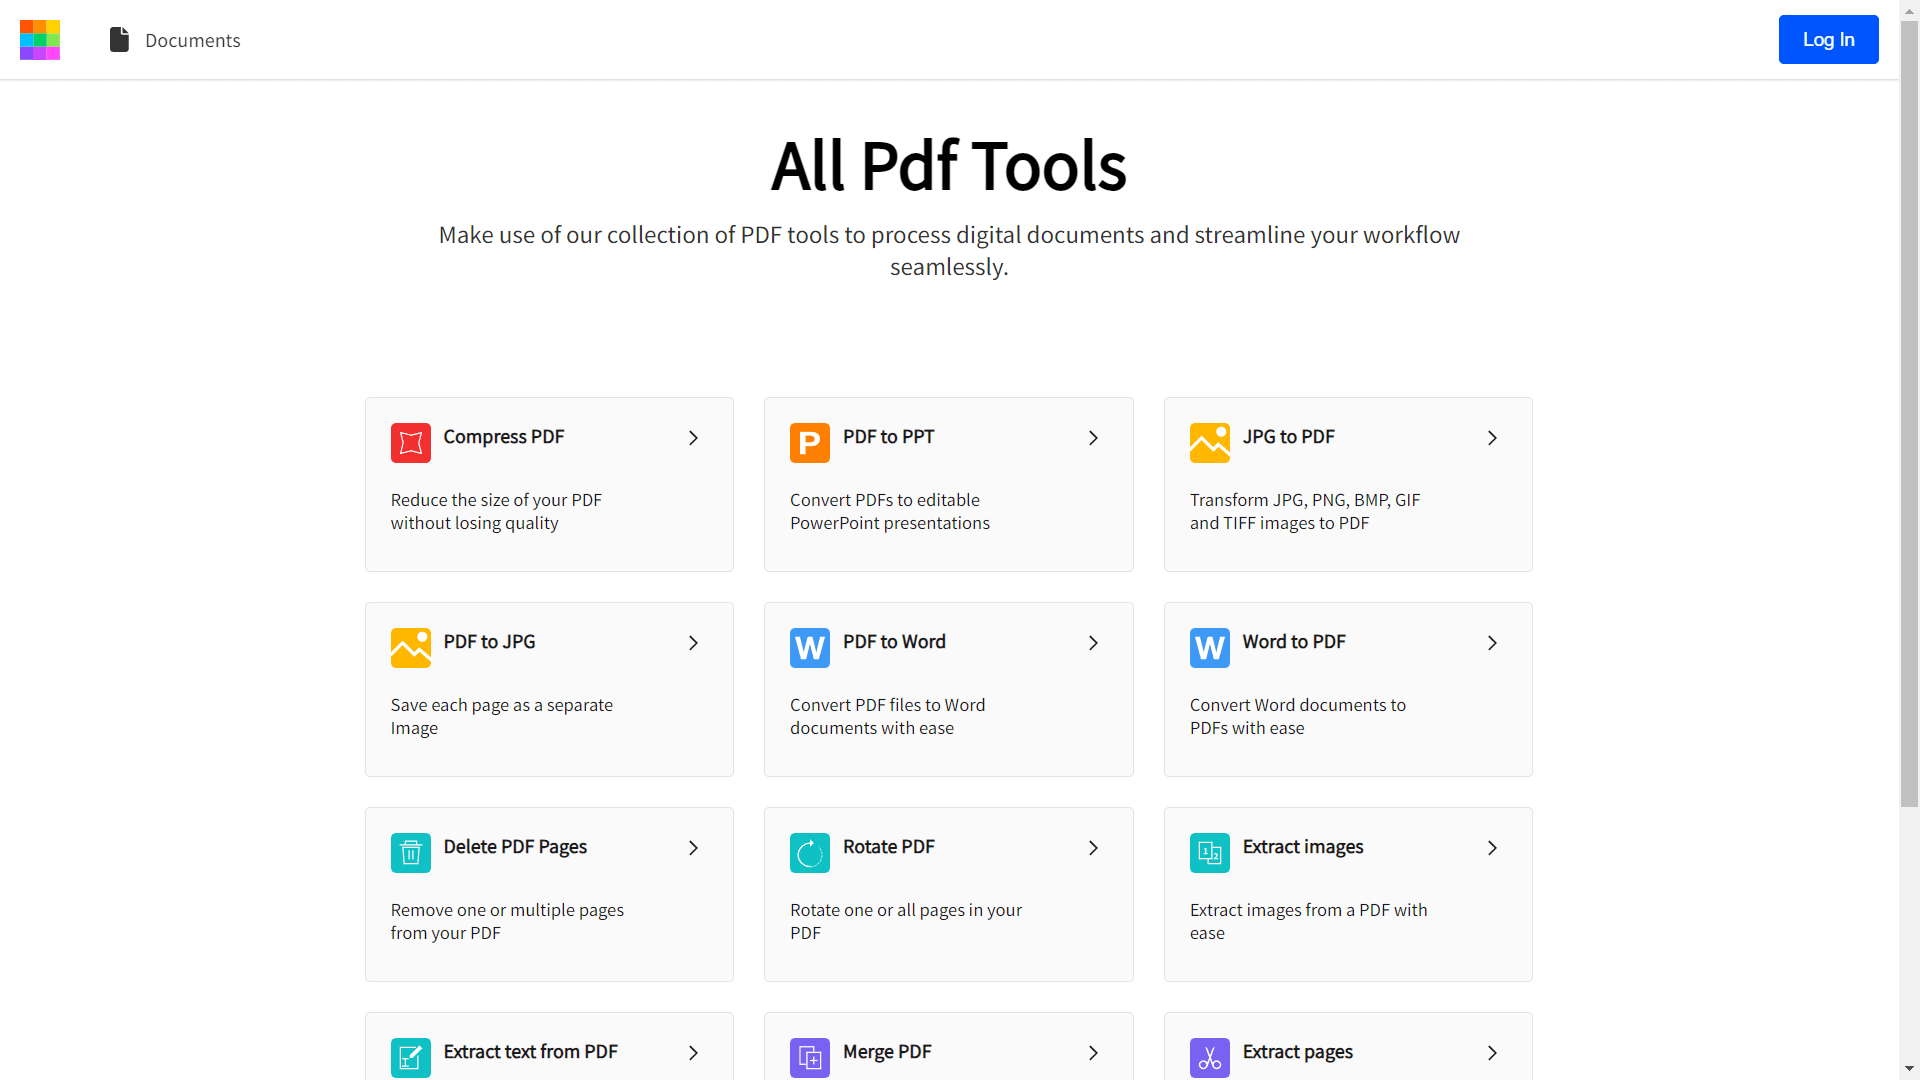 Documents
Log In
All Pdf Tools
Make use of our collection of PDF tools to process digital documents and streamline your workflow
seamlessly.
Compress PDF
Reduce the size of your PDF
without losing quality
P
PDF to PPT
Convert PDFs to editable
PowerPoint presentations
JPG to PDF
Transform JPG, PNG, BMP, GIF
and TIFF images to PDF
PDF to JPG
Save each page as a separate
Image
W
PDF to Word
Convert PDF files to Word
documents with ease
W
Word to PDF
Convert Word documents to
PDFs with ease
Delete PDF Pages
Remove one or multiple pages
from your PDF
Rotate PDF
Rotate one or all pages in your
PDF
1 2
Extract images
Extract images from a PDF with
ease
Extract text from PDF
Merge PDF
Extract pages